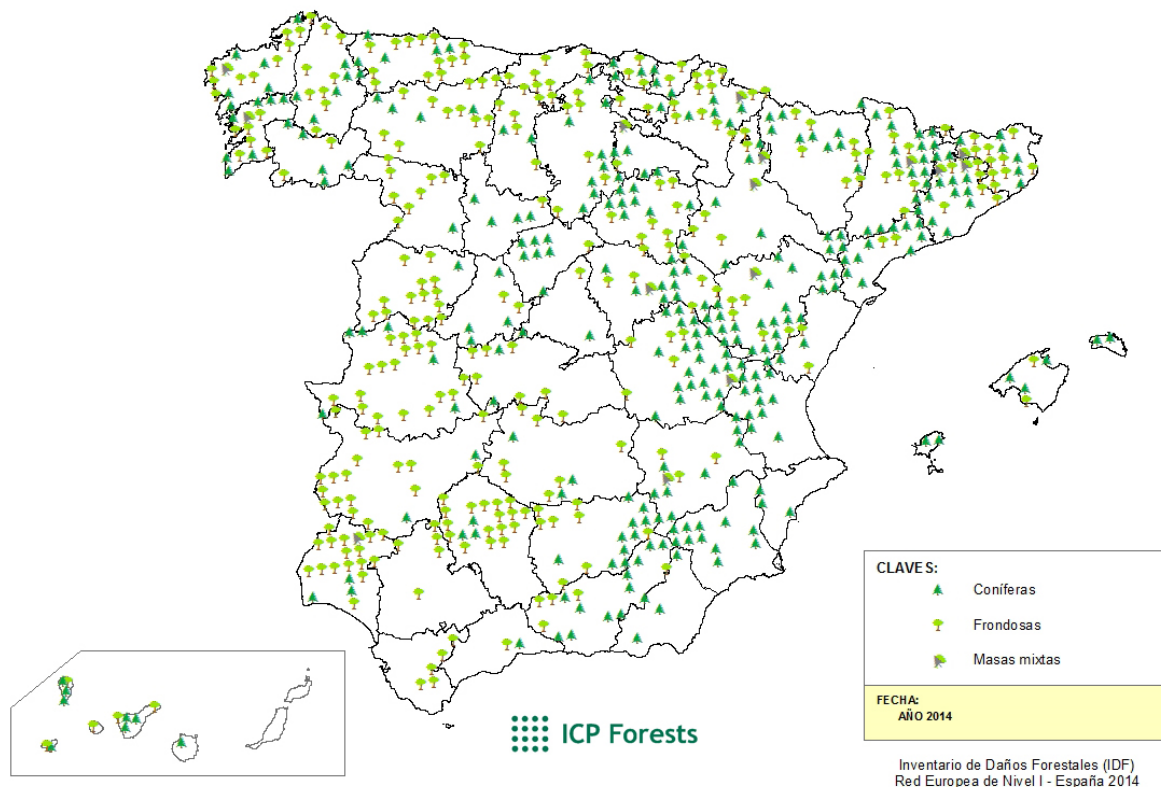 CLAVES:
Coníferas
Frondosas
Masas mixtas
FECHA:
AÑO 2014
ICP Forests
Inventario de Daños Forestales (IDF)
Red Europea de Nivel I - España 2014